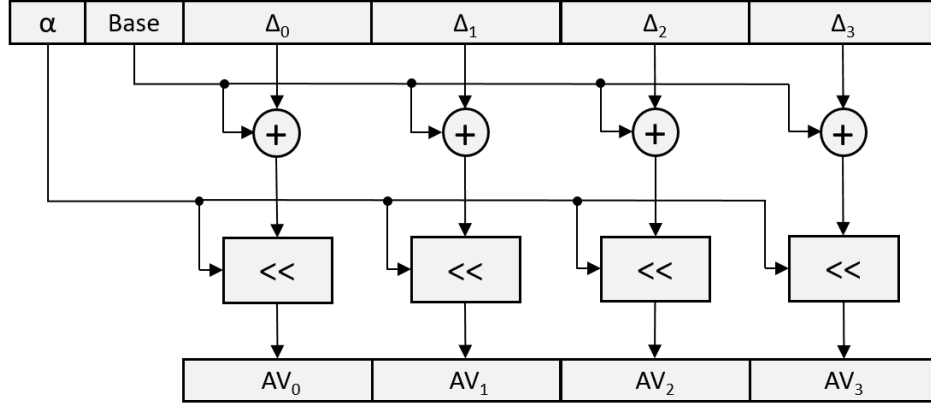 α Base Δ0 Δ1 Δ2 Δ3
+ + + +
<< << << <<
AV0 AV1 AV2 AV3